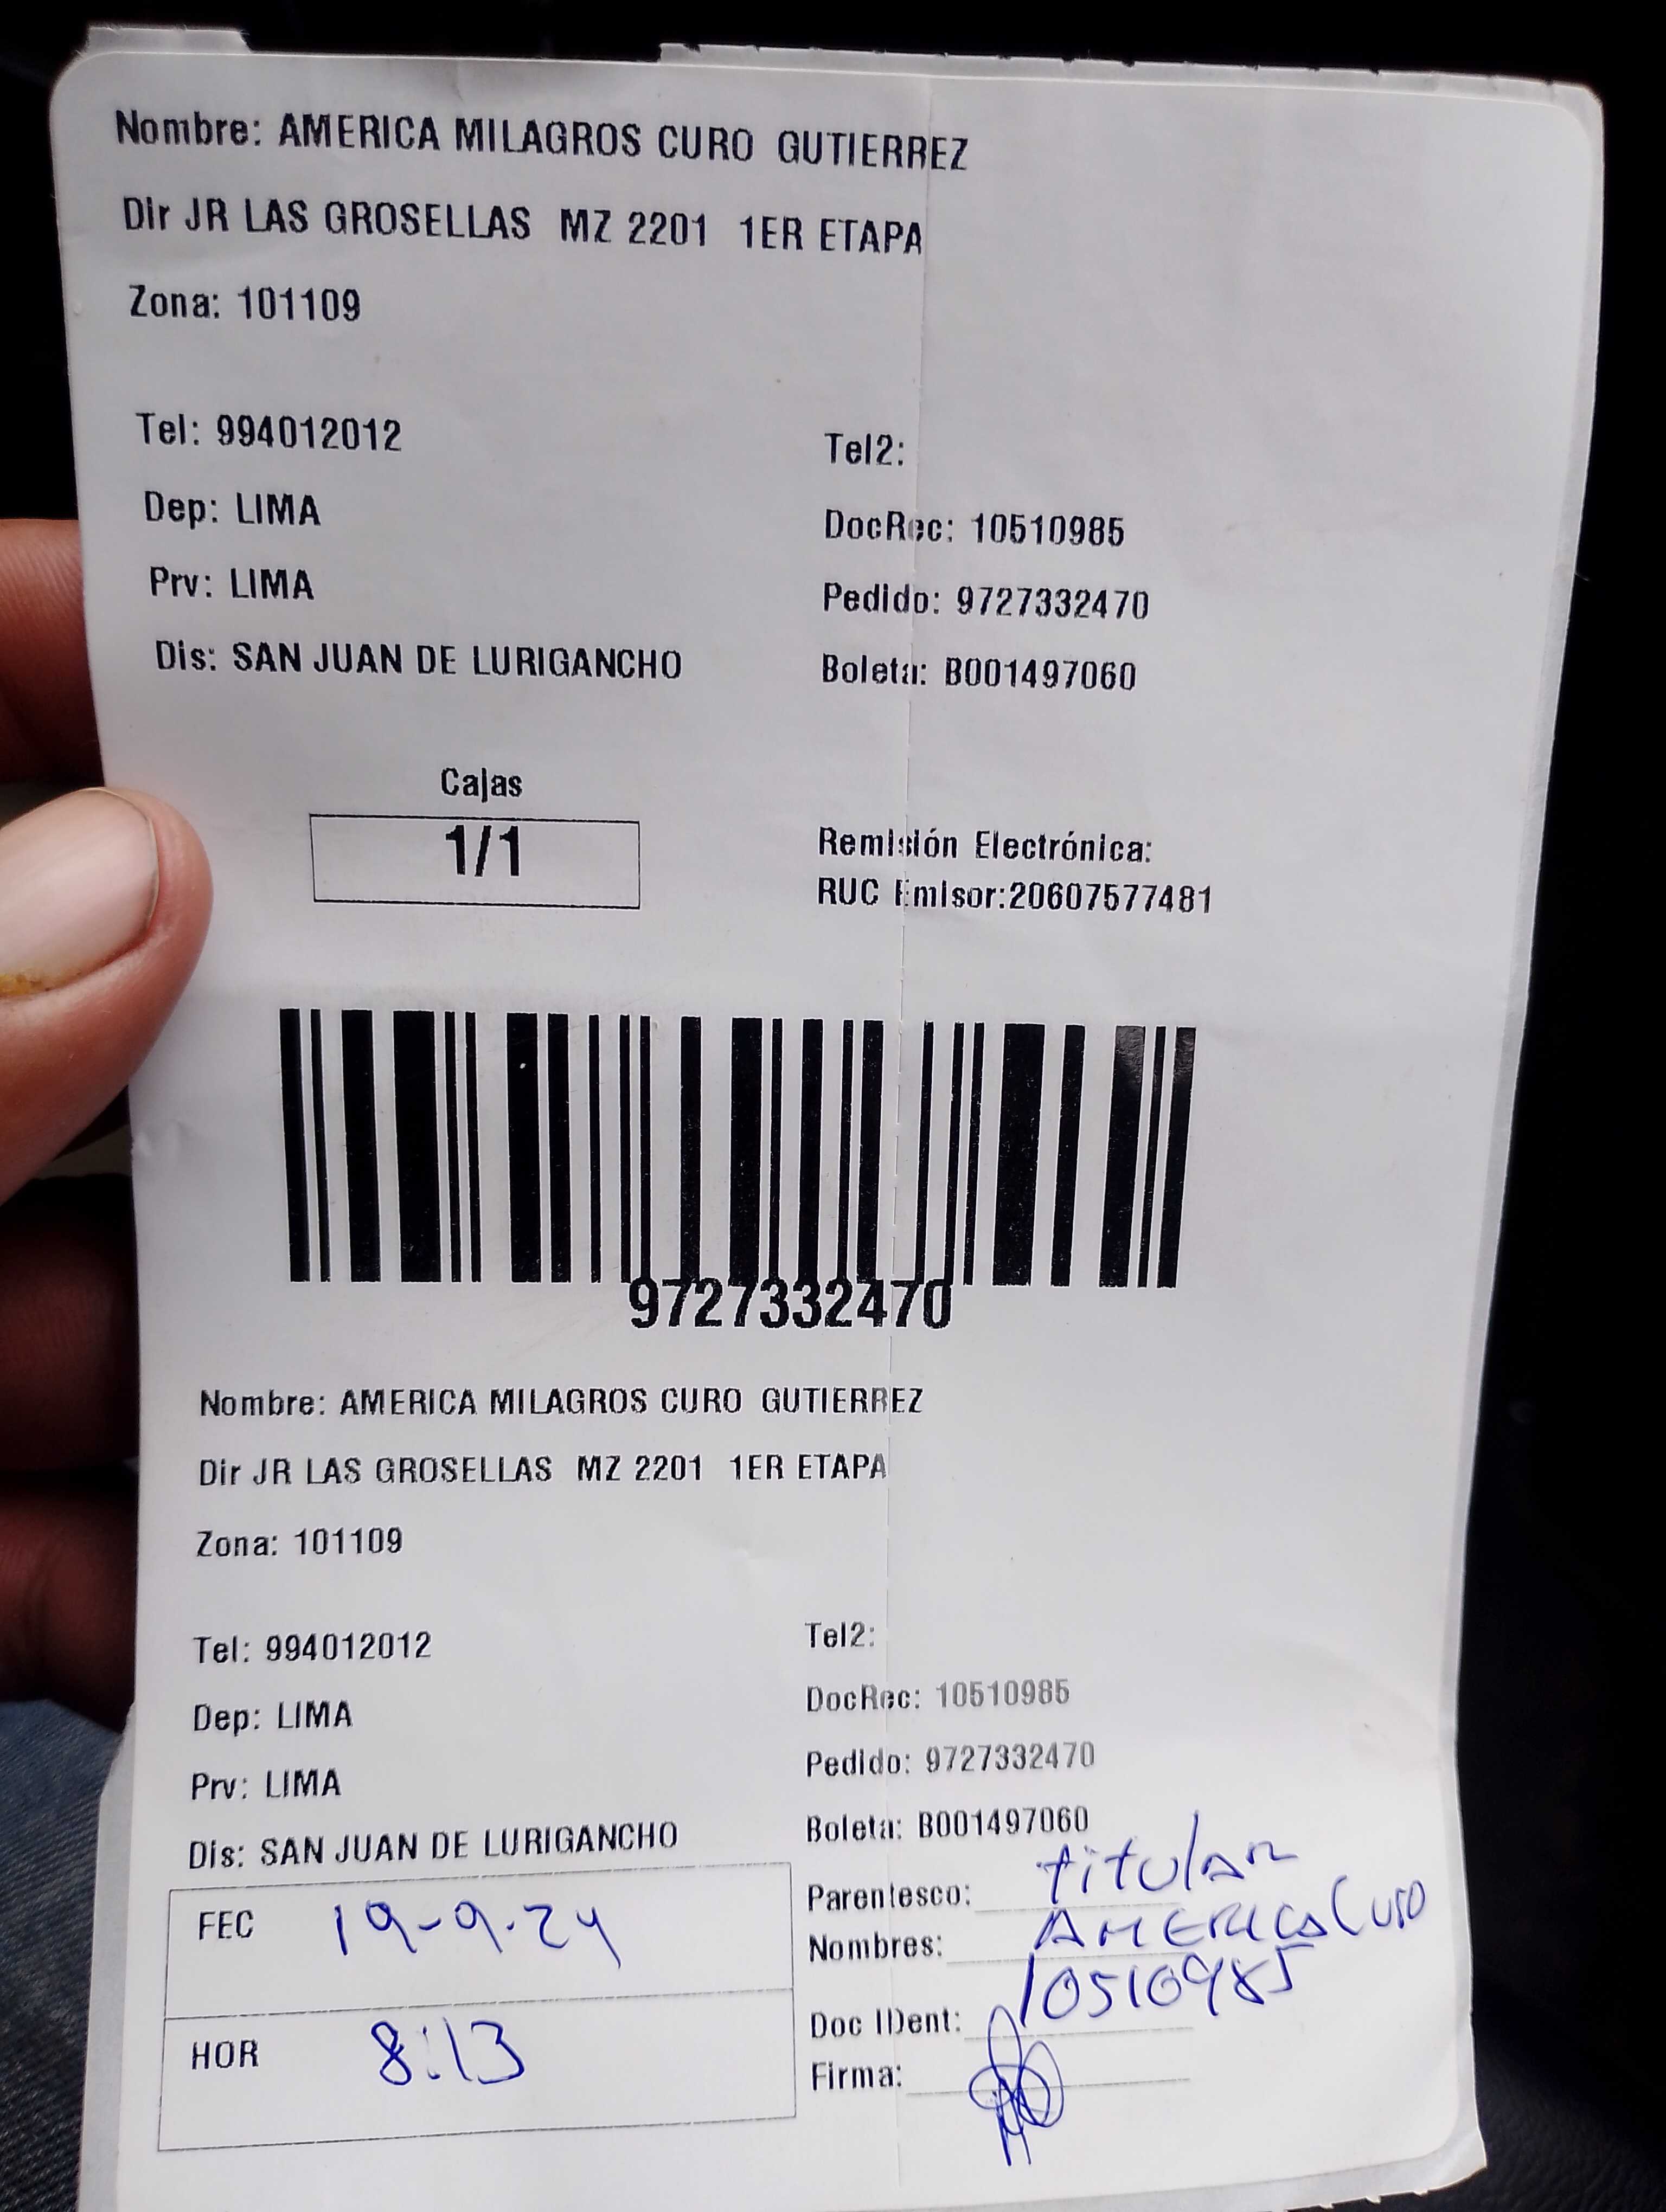 Nombre: AMERICA MILAGROS CURO GUTIERREZ
Dir JR LAS GROSELLAS MZ 2201 1ER ETAPA
Zona: 101109
Tel: 994012012
Tel2:
Dep: LIMA
DocRec: 10510985
Prv: LIMA
Pedido: 9727332470
Dis: SAN JUAN DE LURIGANCHO
Boleta: B001497060
Cajas
1/1
Remisión Electrónica:
RUC Emisor:20607577481
9727332470
Nombre: AMERICA MILAGROS CURO GUTIERREZ
Dir JR LAS GROSELLAS MZ 2201 1ER ETAPA
Zona: 101109
Tel: 994012012
Tel2:
Dep: LIMA
DocRec: 10510985
Prv: LIMA
Pedido: 9727332470
Dis: SAN JUAN DE LURIGANCHO
Boleta: B001497060
FEC 19-9-24
Parentesco: titular
Nombres: AMERICA CURO
HOR 8:13
Doc IDent: 10510985
Firma: